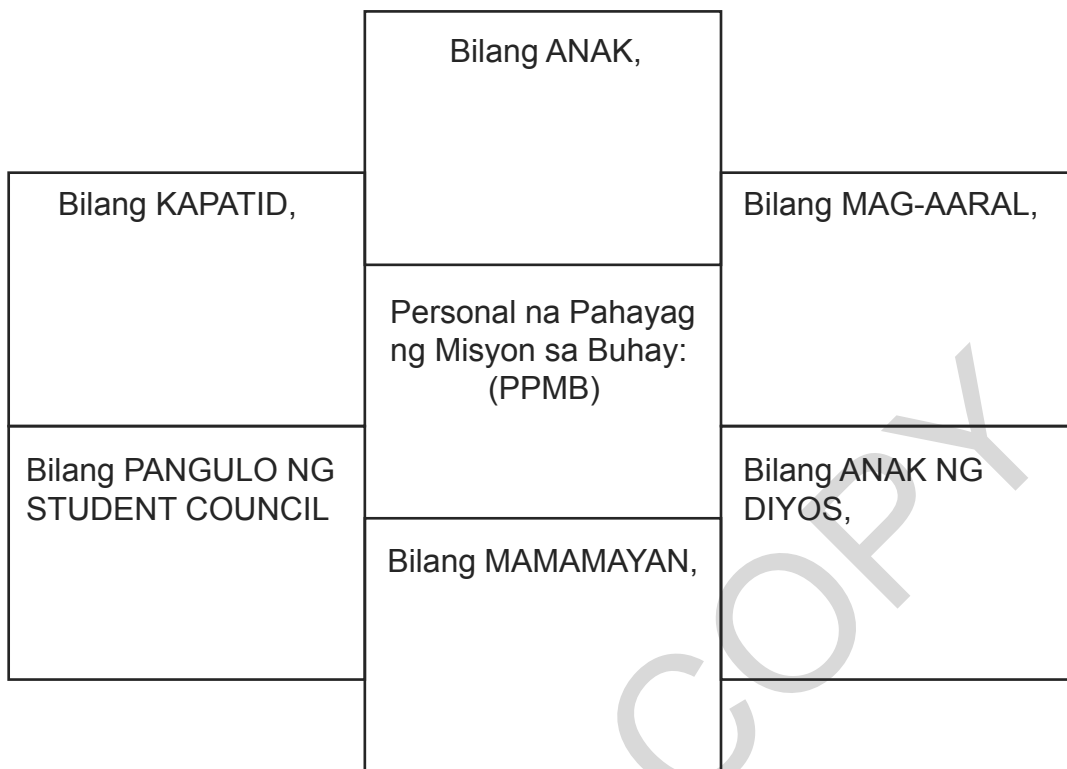 Bilang ANAK,
Bilang KAPATID,
Bilang MAG-AARAL,
Personal na Pahayag
ng Misyon sa Buhay:
(PPMB)
Bilang PANGULO NG
STUDENT COUNCIL
Bilang ANAK NG
DIYOS,
Bilang MAMAMAYAN,
COPY